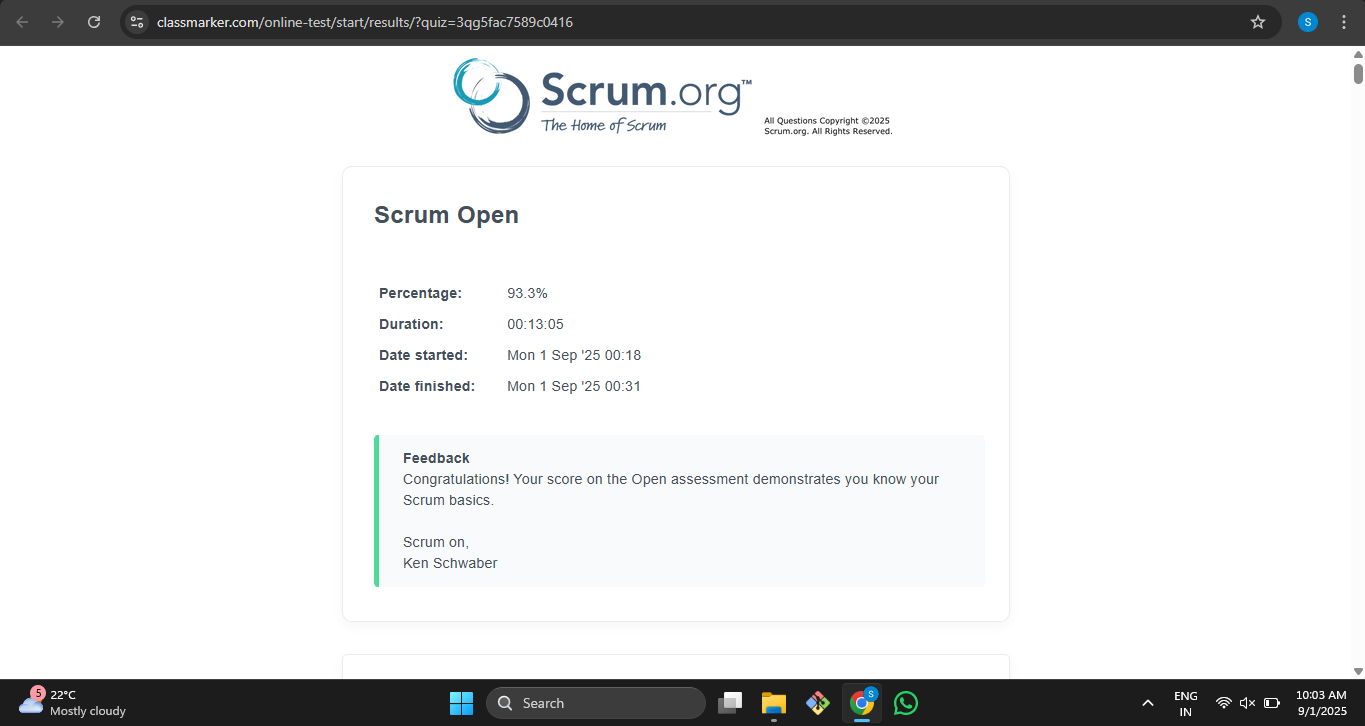 classmarker.com/online-test/start/results/?quiz=3qg5fac7589c0416
S
Scrum.org™
The Home of Scrum
All Questions Copyright ©2025
Scrum.org. All Rights Reserved.
Scrum Open
Percentage: 93.3%
Duration: 00:13:05
Date started: Mon 1 Sep '25 00:18
Date finished: Mon 1 Sep '25 00:31
Feedback
Congratulations! Your score on the Open assessment demonstrates you know your
Scrum basics.
Scrum on,
Ken Schwaber
5
22°C
Mostly cloudy
Search
S
ENG
IN
10:03 AM
9/1/2025